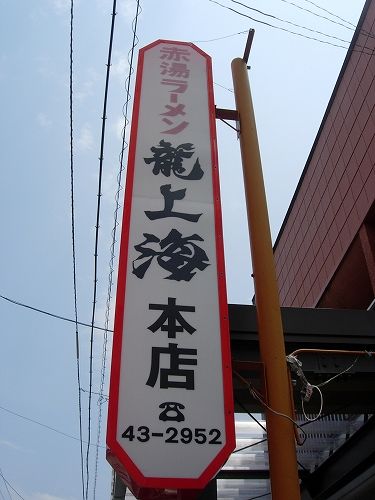 赤湯ラーメン
龍上海
本店
☎
43-2952